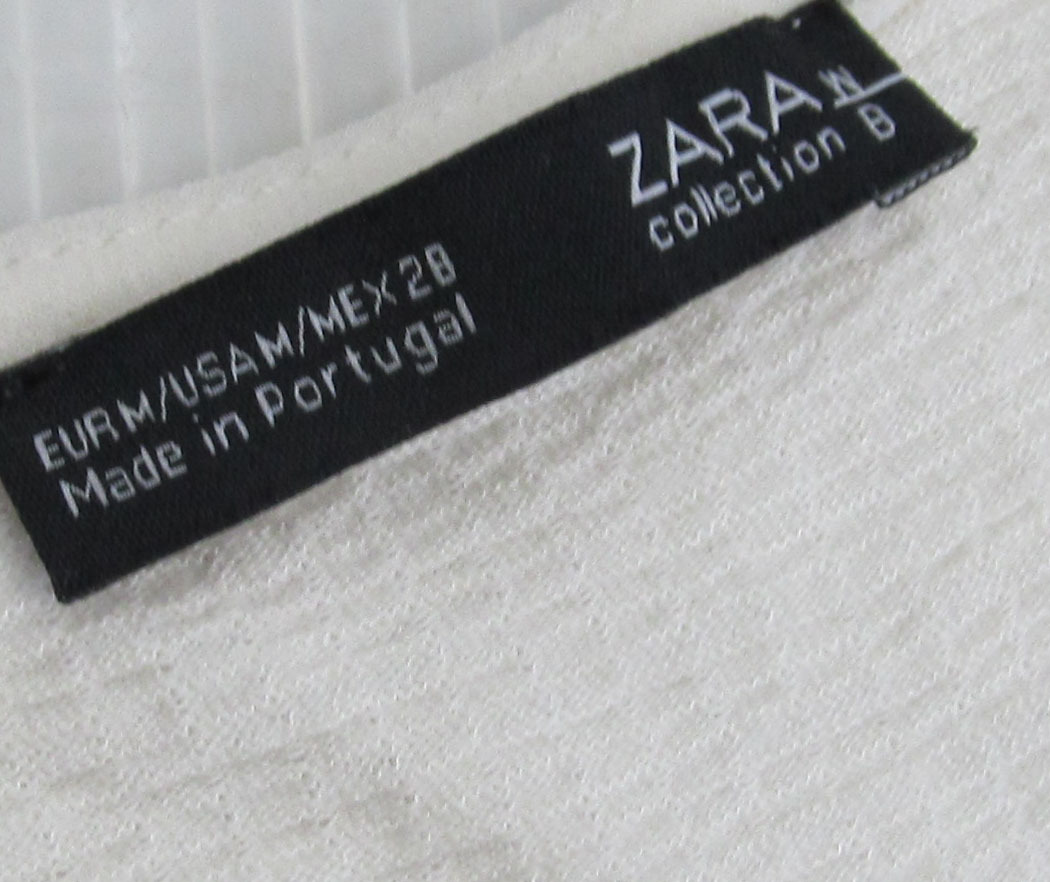 ZARA W
collection B
EUR M/USA M/MEX 28
Made in Portugal